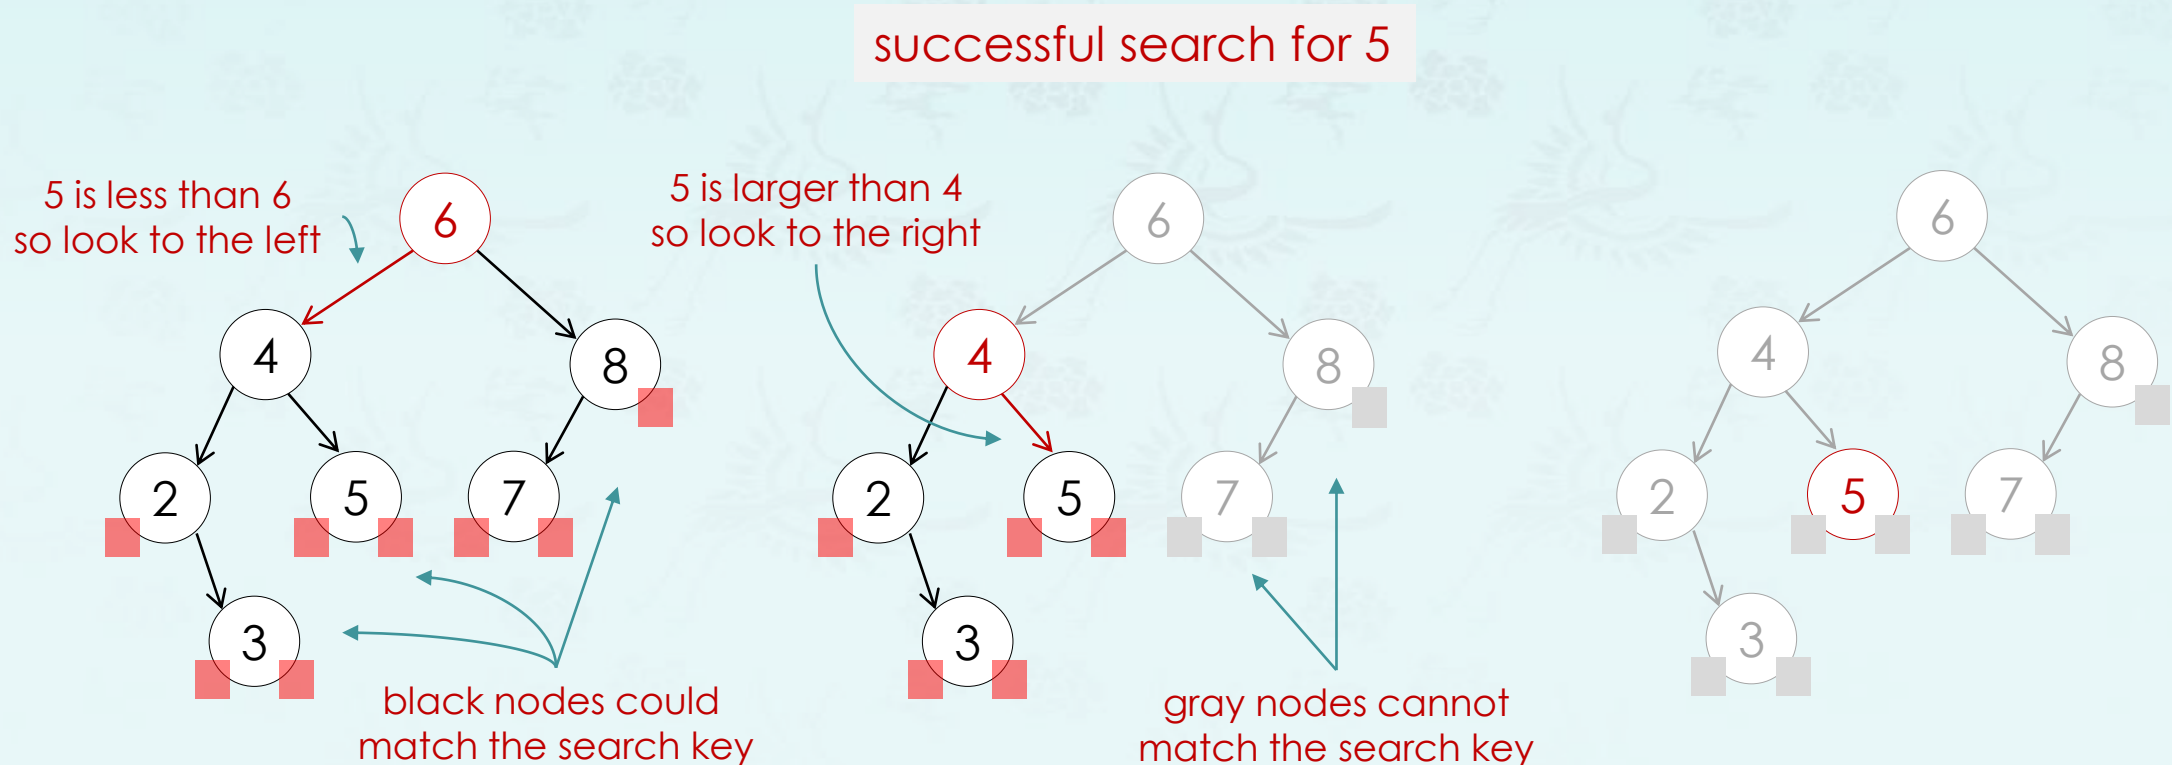 successful search for 5
5 is less than 6
so look to the left
6
4
8
2
5
7
3
black nodes could
match the search key
5 is larger than 4
so look to the right
6
4
8
2
5
7
3
gray nodes cannot
match the search key
6
4
8
2
5
7
3